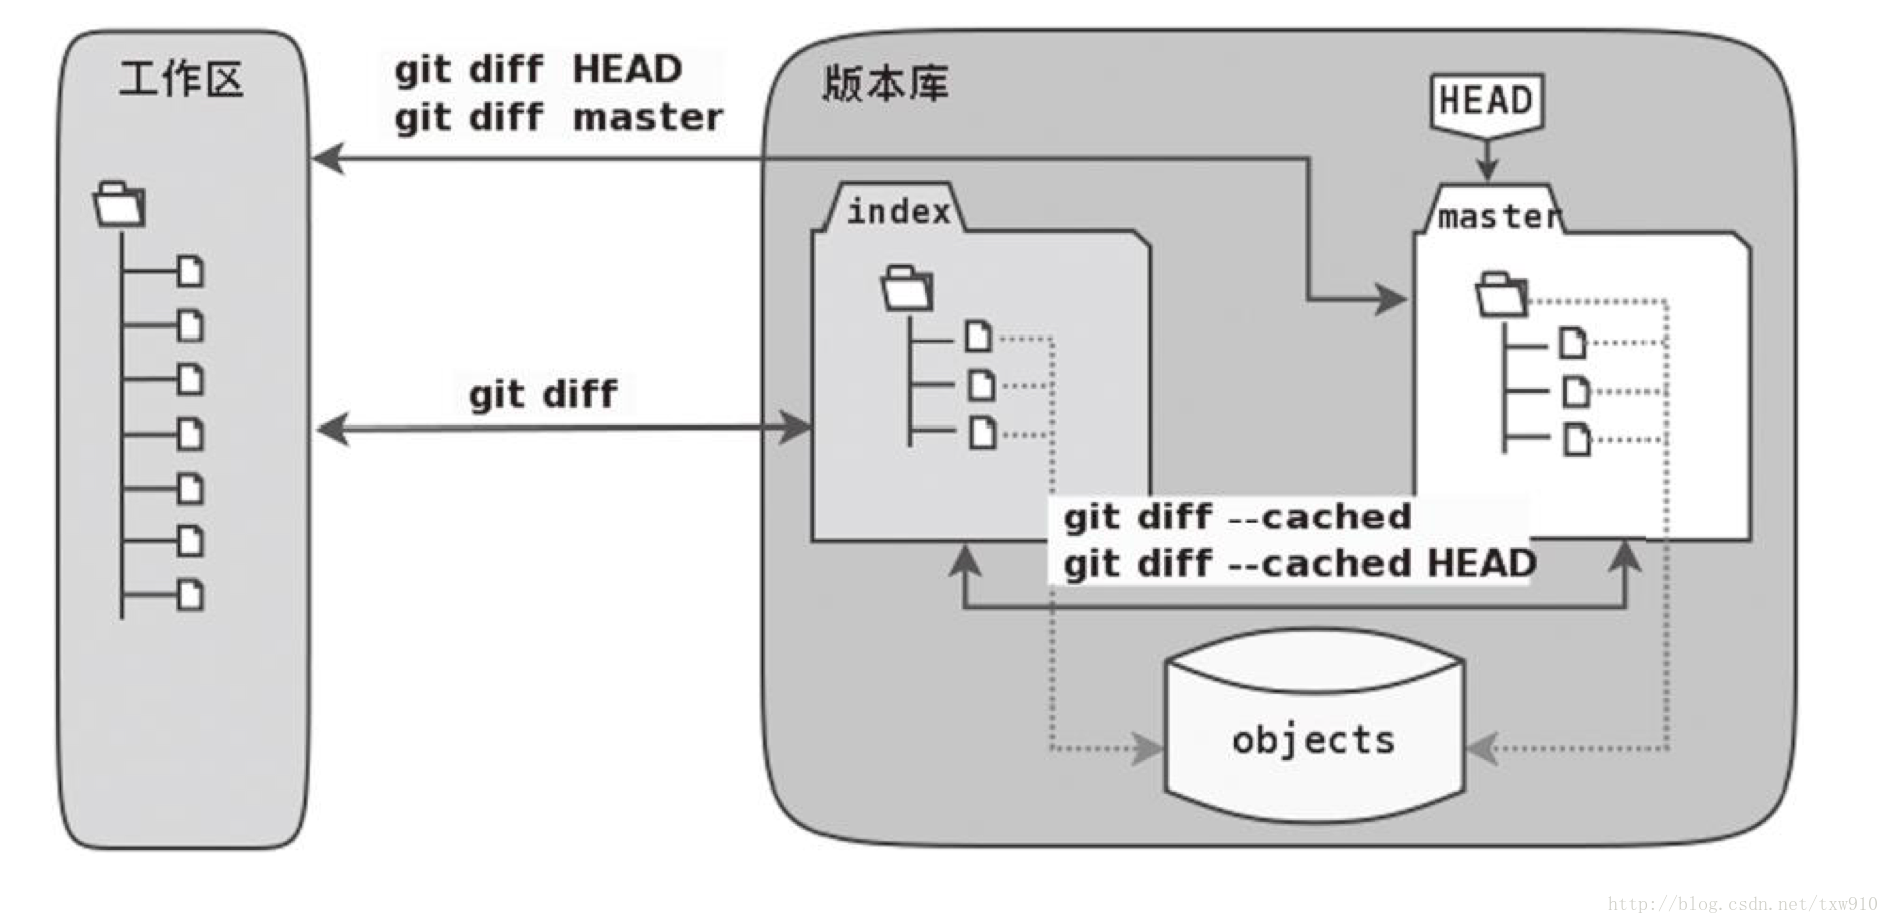 工作区
git diff HEAD
git diff master
版本库
HEAD
index
master
git diff
git diff --cached
git diff --cached HEAD
objects
http://blog.csdn.net/txw910